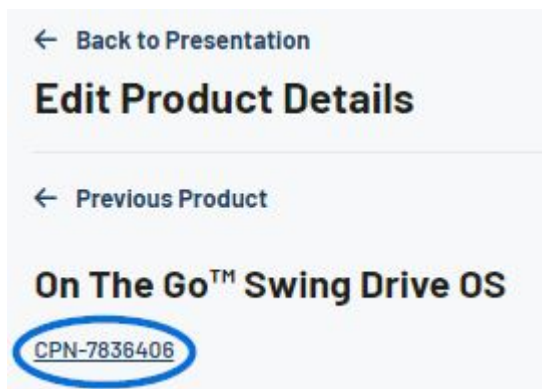 ← Back to Presentation
Edit Product Details
← Previous Product
On The Go™ Swing Drive OS
CPN-7836406